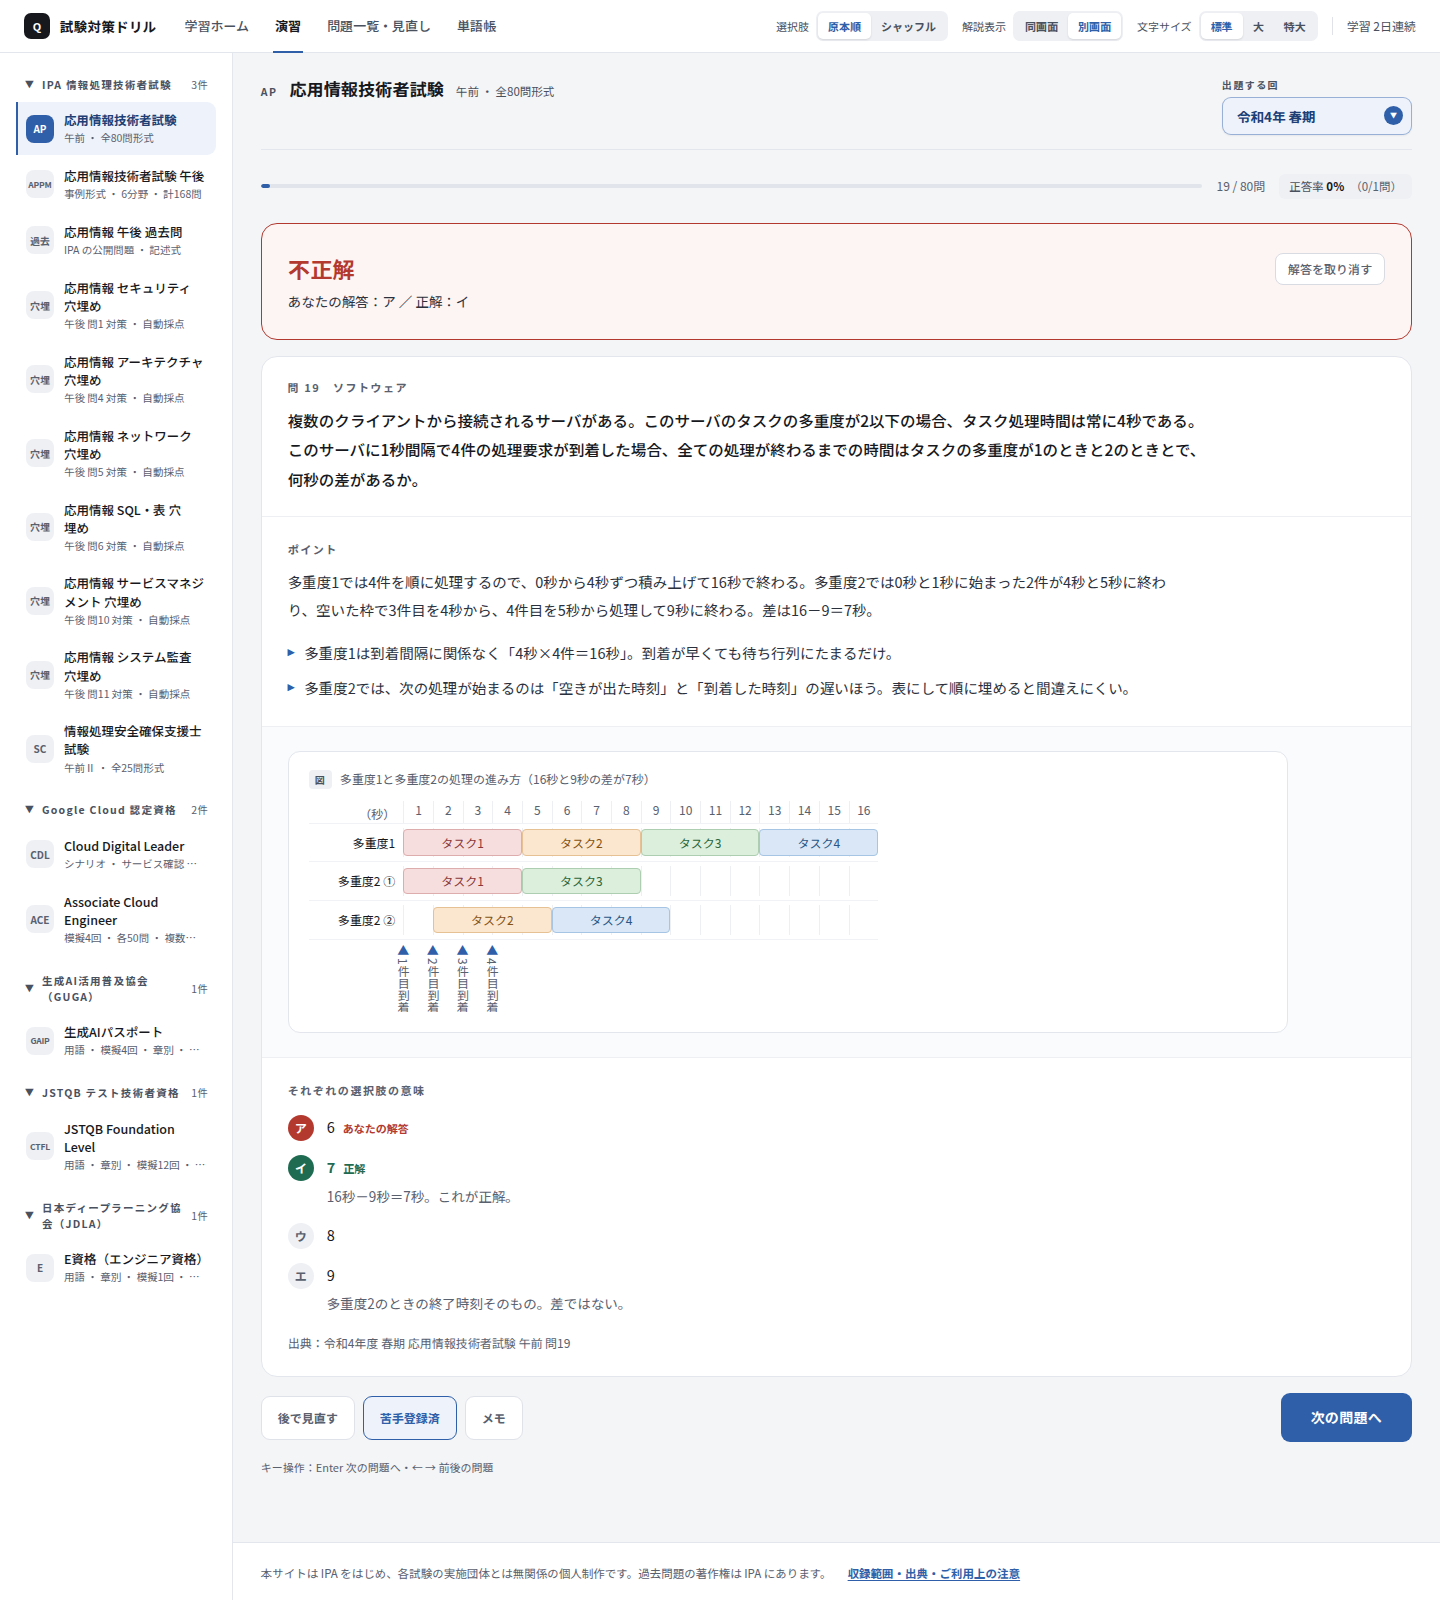 Q 試験対策ドリル 学習ホーム 演習 問題一覧・見直し 単語帳 選択肢 原本順 シャッフル 解説表示 同画面 別画面 文字サイズ 標準 大 特大 学習 2日連続
▼ IPA 情報処理技術者試験 3件
AP 応用情報技術者試験
午前 ・ 全80問形式
APPM 応用情報技術者試験 午後
事例形式 ・ 6分野 ・ 計168問
過去 応用情報 午後 過去問
IPA の公開問題 ・ 記述式
穴埋 応用情報 セキュリティ
穴埋め
午後 問1 対策 ・ 自動採点
穴埋 応用情報 アーキテクチャ
穴埋め
午後 問4 対策 ・ 自動採点
穴埋 応用情報 ネットワーク
穴埋め
午後 問5 対策 ・ 自動採点
穴埋 応用情報 SQL・表 穴
埋め
午後 問6 対策 ・ 自動採点
穴埋 応用情報 サービスマネジ
メント 穴埋め
午後 問10 対策 ・ 自動採点
穴埋 応用情報 システム監査
穴埋め
午後 問11 対策 ・ 自動採点
SC 情報処理安全確保支援士
試験
午前Ⅱ ・ 全25問形式
▼ Google Cloud 認定資格 2件
CDL Cloud Digital Leader
シナリオ ・ サービス確認 …
ACE Associate Cloud
Engineer
模擬4回 ・ 各50問 ・ 複数…
▼ 生成AI活用普及協会
（GUGA） 1件
GAIP 生成AIパスポート
用語 ・ 模擬4回 ・ 章別 ・ …
▼ JSTQB テスト技術者資格 1件
CTFL JSTQB Foundation
Level
用語 ・ 章別 ・ 模擬12回 ・ …
▼ 日本ディープラーニング協
会（JDLA） 1件
E E資格（エンジニア資格）
用語 ・ 章別 ・ 模擬1回 ・ …
AP 応用情報技術者試験 午前 ・ 全80問形式
出題する回
令和4年 春期 ▼
19 / 80問 正答率 0% （0/1問）
不正解
解答を取り消す
あなたの解答：ア ／ 正解：イ
問 19 ソフトウェア
複数のクライアントから接続されるサーバがある。このサーバのタスクの多重度が2以下の場合、タスク処理時間は常に4秒である。
このサーバに1秒間隔で4件の処理要求が到着した場合、全ての処理が終わるまでの時間はタスクの多重度が1のときと2のときとで、
何秒の差があるか。
ポイント
多重度1では4件を順に処理するので、0秒から4秒ずつ積み上げて16秒で終わる。多重度2では0秒と1秒に始まった2件が4秒と5秒に終わ
り、空いた枠で3件目を4秒から、4件目を5秒から処理して9秒に終わる。差は16－9＝7秒。
▶ 多重度1は到着間隔に関係なく「4秒×4件＝16秒」。到着が早くても待ち行列にたまるだけ。
▶ 多重度2では、次の処理が始まるのは「空きが出た時刻」と「到着した時刻」の遅いほう。表にして順に埋めると間違えにくい。
図 多重度1と多重度2の処理の進み方（16秒と9秒の差が7秒）
（秒） 1 2 3 4 5 6 7 8 9 10 11 12 13 14 15 16
多重度1 タスク1 タスク2 タスク3 タスク4
多重度2 ① タスク1 タスク3
多重度2 ② タスク2 タスク4
▲1件目到着 ▲2件目到着 ▲3件目到着 ▲4件目到着
それぞれの選択肢の意味
ア 6 あなたの解答
イ 7 正解
16秒－9秒＝7秒。これが正解。
ウ 8
エ 9
多重度2のときの終了時刻そのもの。差ではない。
出典：令和4年度 春期 応用情報技術者試験 午前 問19
後で見直す 苦手登録済 メモ 次の問題へ
キー操作：Enter 次の問題へ・← → 前後の問題
本サイトは IPA をはじめ、各試験の実施団体とは無関係の個人制作です。過去問題の著作権は IPA にあります。 収録範囲・出典・ご利用上の注意